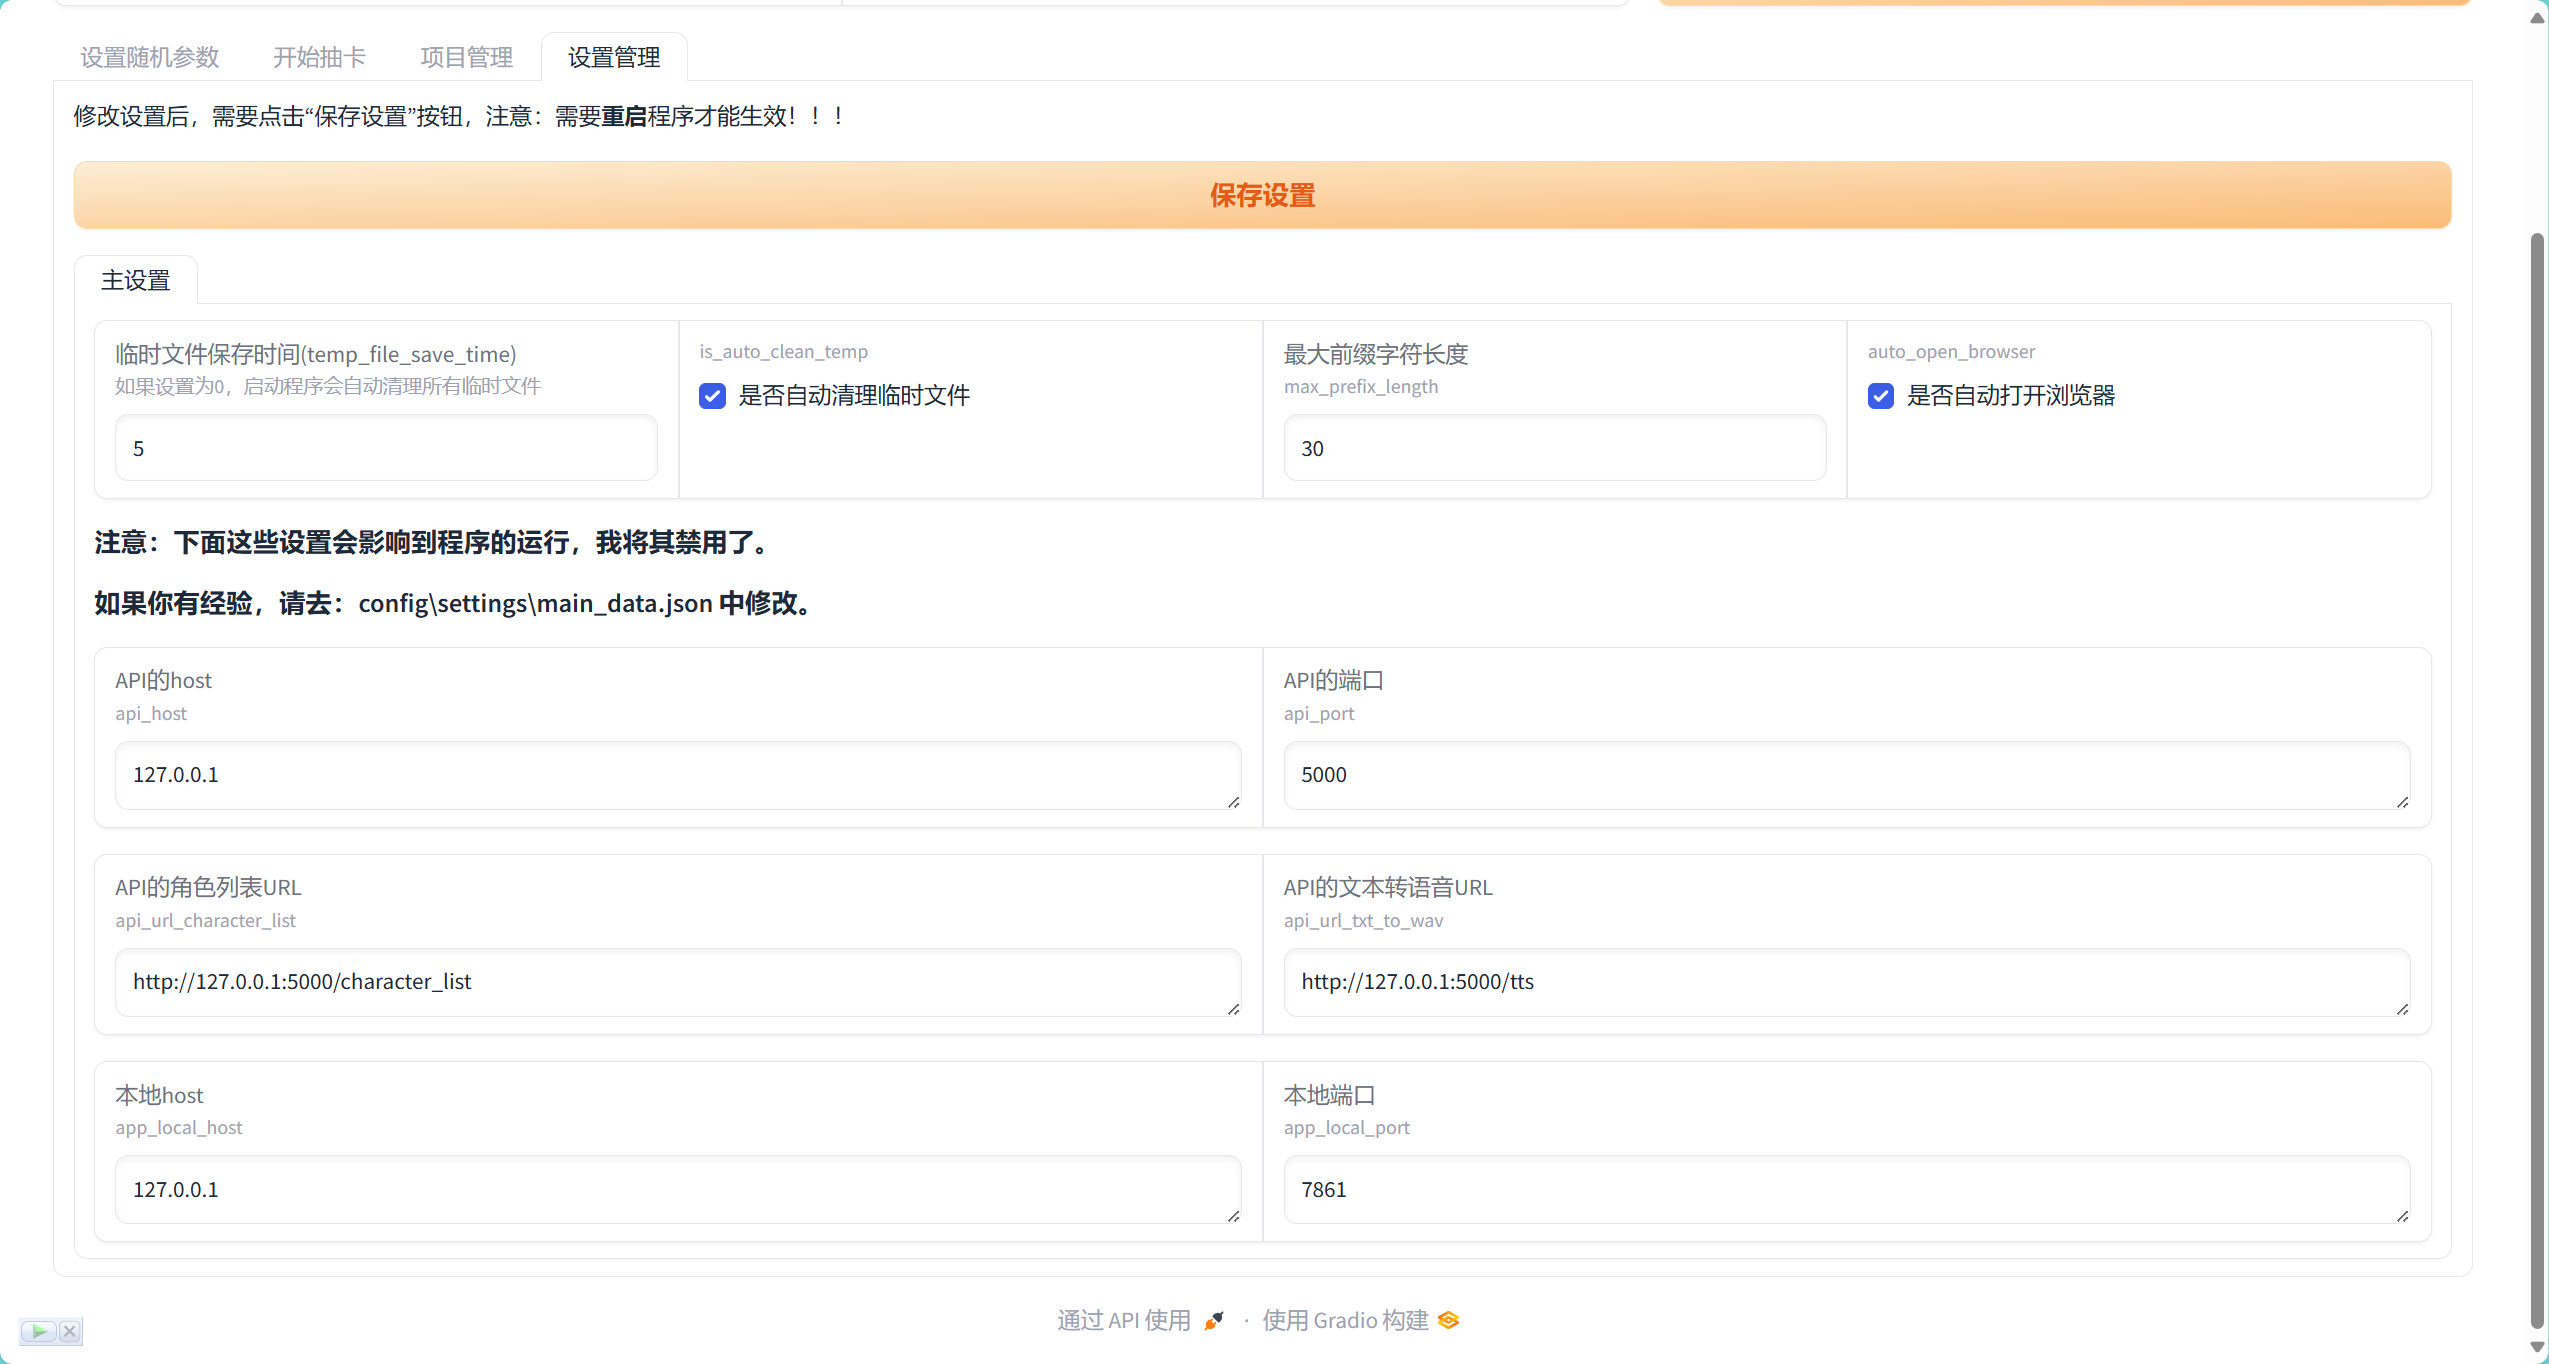 设置随机参数 开始抽卡 项目管理 设置管理
修改设置后，需要点击“保存设置”按钮，注意：需要重启程序才能生效！！！
保存设置
主设置
临时文件保存时间(temp_file_save_time)
如果设置为0，启动程序会自动清理所有临时文件
5
is_auto_clean_temp
是否自动清理临时文件
最大前缀字符长度
max_prefix_length
30
auto_open_browser
是否自动打开浏览器
注意：下面这些设置会影响到程序的运行，我将其禁用了。
如果你有经验，请去：config\settings\main_data.json 中修改。
API的host
api_host
127.0.0.1
API的端口
api_port
5000
API的角色列表URL
api_url_character_list
http://127.0.0.1:5000/character_list
API的文本转语音URL
api_url_txt_to_wav
http://127.0.0.1:5000/tts
本地host
app_local_host
127.0.0.1
本地端口
app_local_port
7861
通过 API 使用 · 使用 Gradio 构建